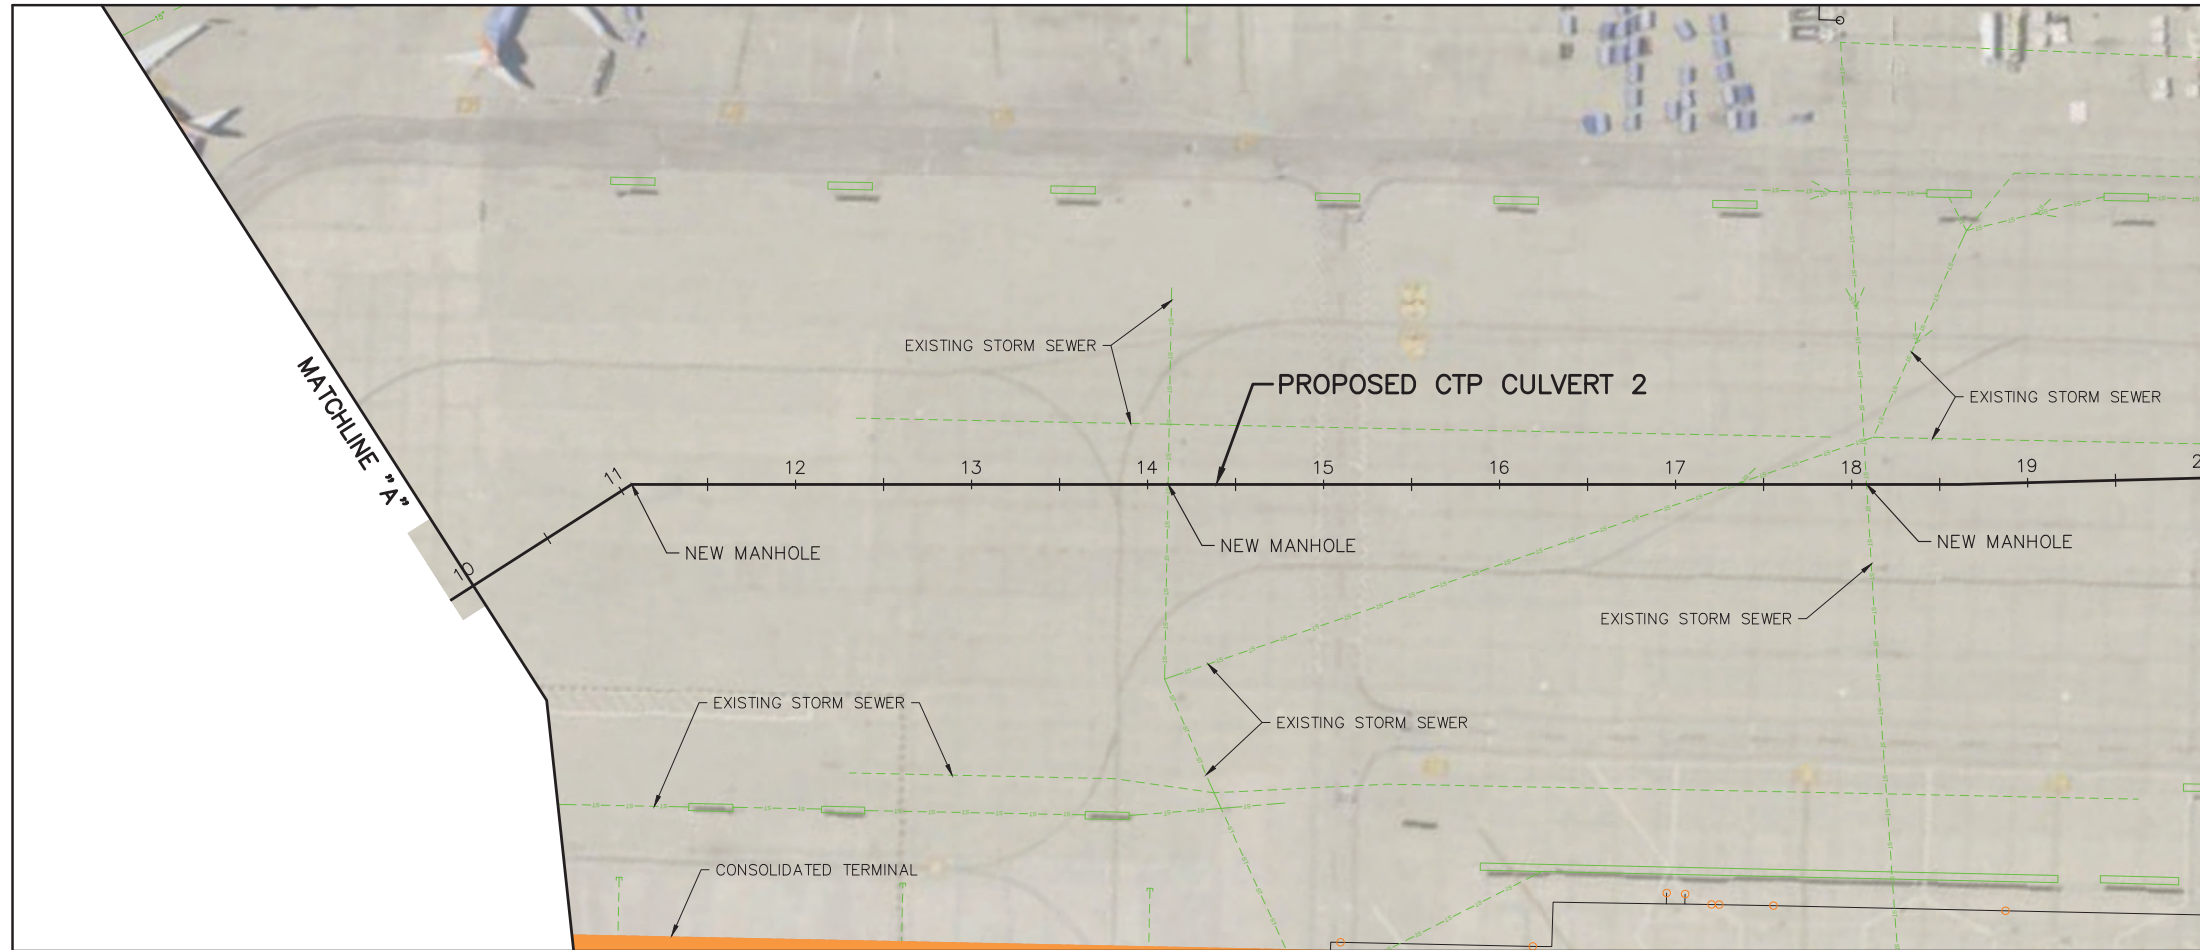 15"
EXISTING STORM SEWER
PROPOSED CTP CULVERT 2
EXISTING STORM SEWER
MATCHLINE "A"
10
11
12
13
14
15
16
17
18
19
NEW MANHOLE
NEW MANHOLE
NEW MANHOLE
EXISTING STORM SEWER
EXISTING STORM SEWER
EXISTING STORM SEWER
CONSOLIDATED TERMINAL